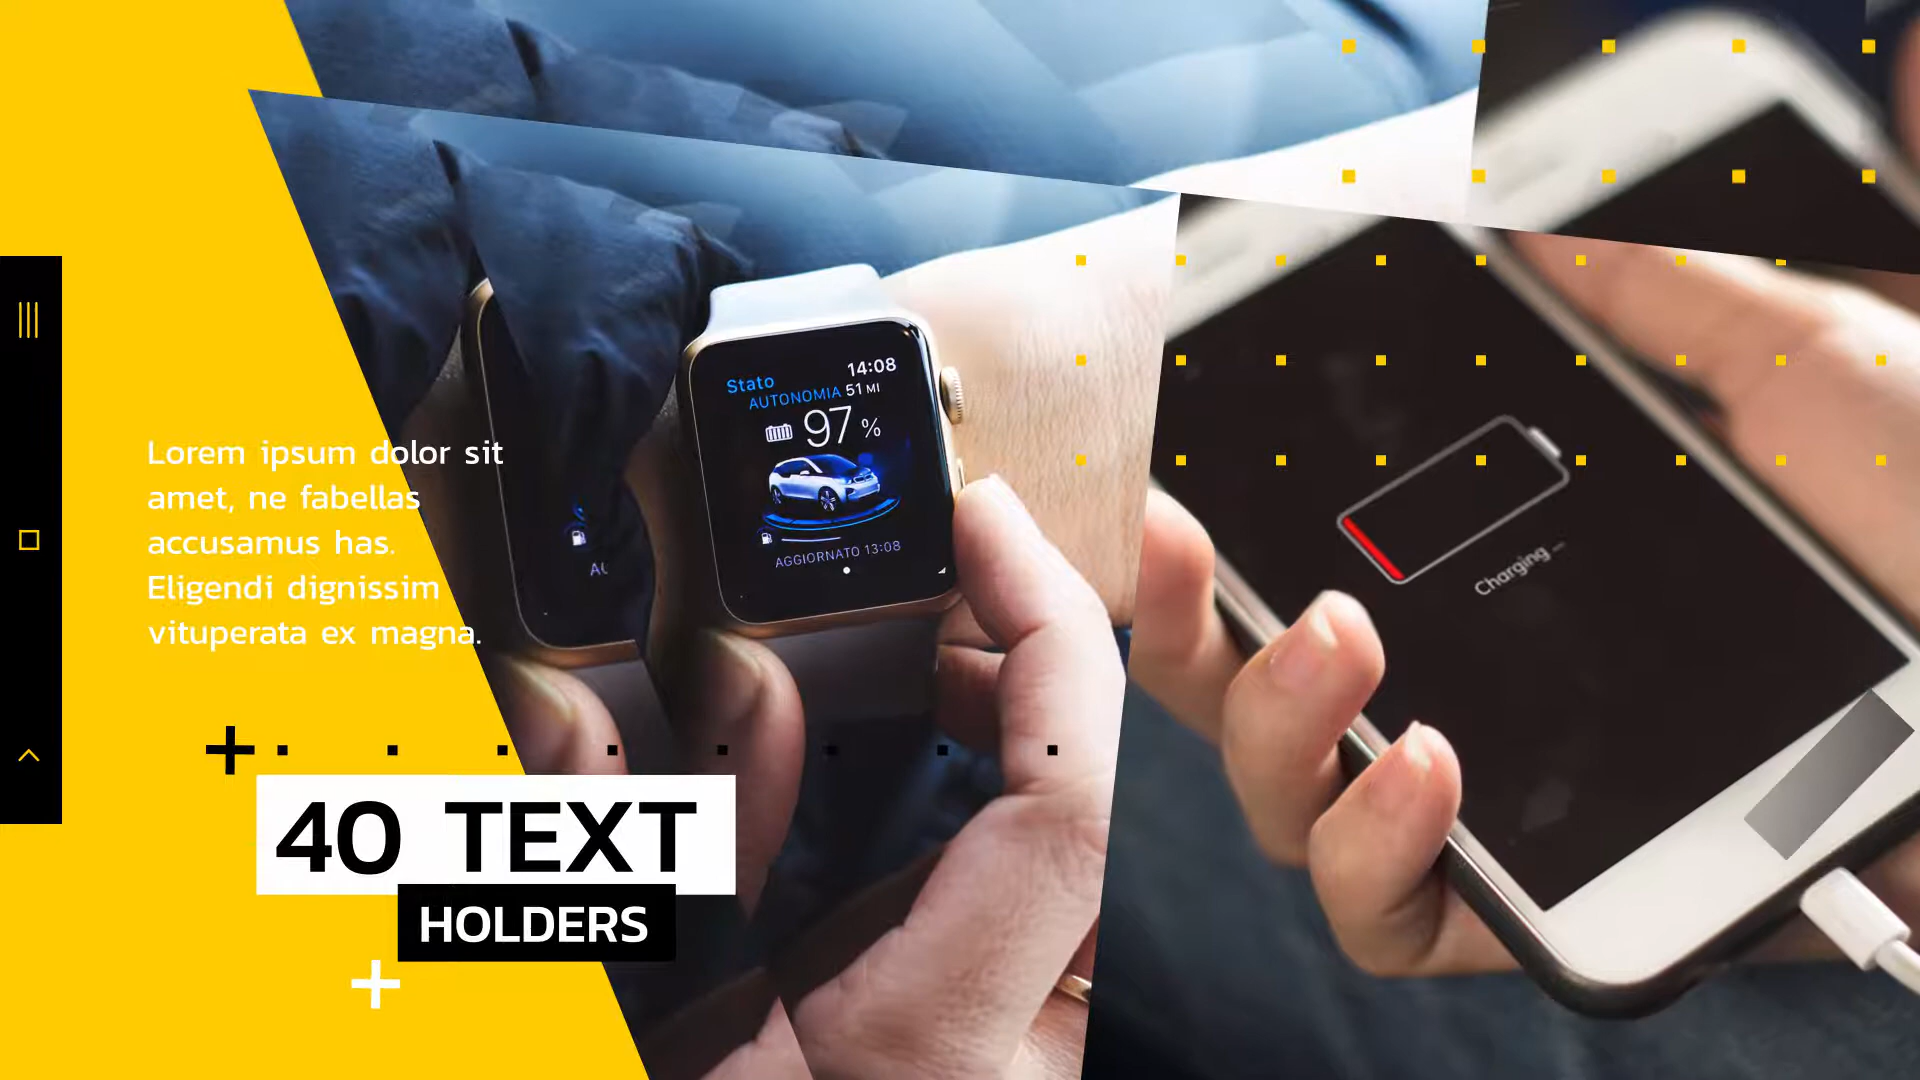 Lorem ipsum dolor sit
amet, ne fabellas
accusamus has.
Eligendi dignissim
vituperata ex magna.
40 TEXT
HOLDERS
14:08
Stato
AUTONOMIA 51 MI
97 %
AGGIORNATO 13:08
Charging ...